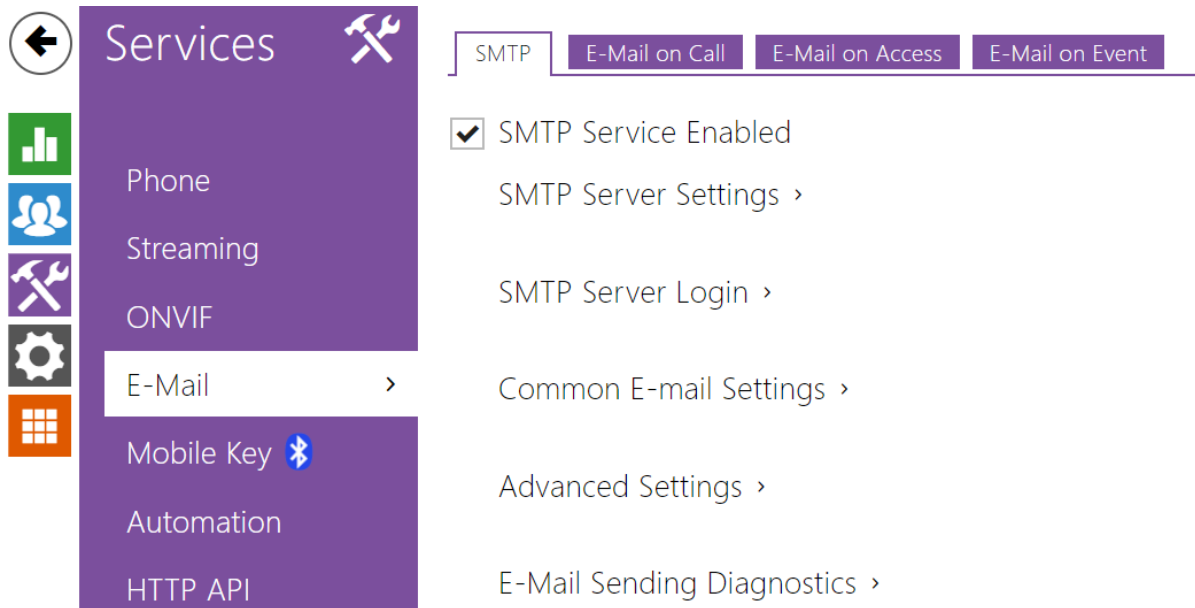 Services
Phone
Streaming
ONVIF
E-Mail
Mobile Key
Automation
HTTP API
SMTP E-Mail on Call E-Mail on Access E-Mail on Event
SMTP Service Enabled
SMTP Server Settings ›
SMTP Server Login ›
Common E-mail Settings ›
Advanced Settings ›
E-Mail Sending Diagnostics ›